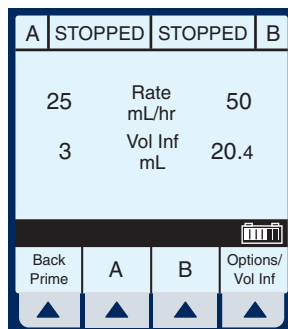 A STOPPED STOPPED B
25 Rate mL/hr 50
3 Vol Inf mL 20.4
Back Prime A B Options/ Vol Inf